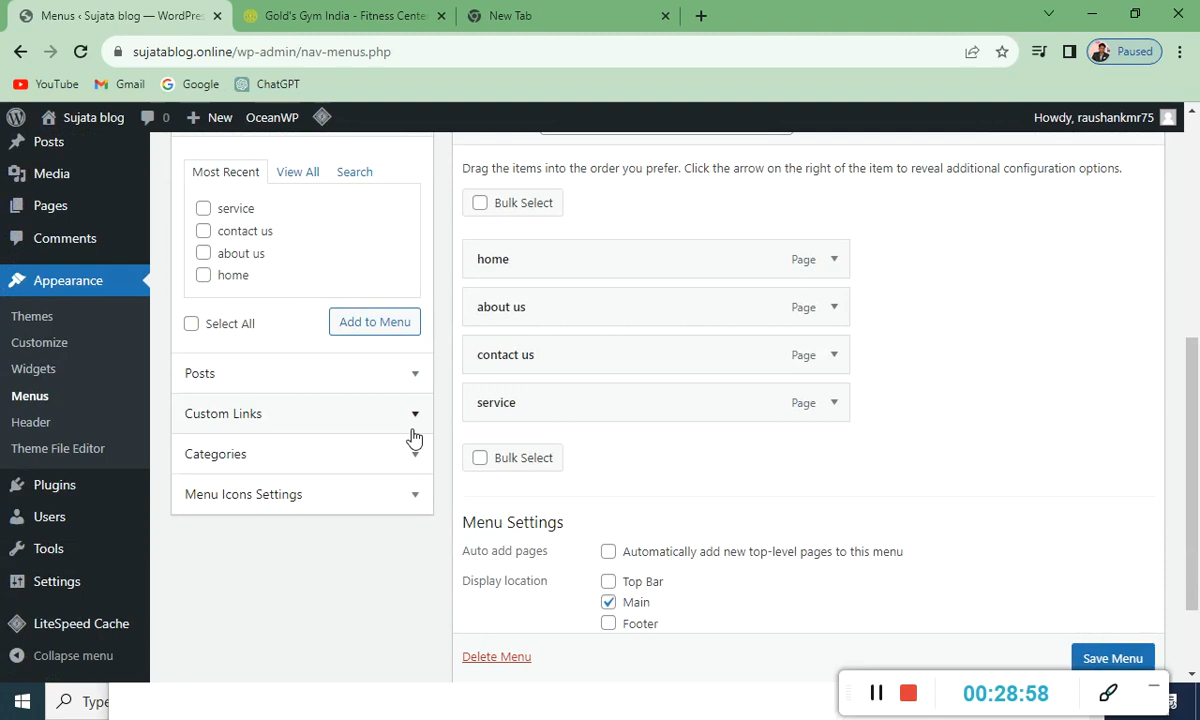 Menus ‹ Sujata blog — WordPres
Gold's Gym India - Fitness Cente
New Tab
sujatablog.online/wp-admin/nav-menus.php
Paused
YouTube
Gmail
Google
ChatGPT
Sujata blog
0
New
OceanWP
Howdy, raushankmr75
Posts
Media
Pages
Comments
Appearance
Themes
Customize
Widgets
Menus
Header
Theme File Editor
Plugins
Users
Tools
Settings
LiteSpeed Cache
Collapse menu
Most Recent
View All
Search
service
contact us
about us
home
Select All
Add to Menu
Posts
Custom Links
Categories
Menu Icons Settings
Drag the items into the order you prefer. Click the arrow on the right of the item to reveal additional configuration options.
Bulk Select
home Page
about us Page
contact us Page
service Page
Bulk Select
Menu Settings
Auto add pages
Automatically add new top-level pages to this menu
Display location
Top Bar
Main
Footer
Delete Menu
Save Menu
Type
00:28:58